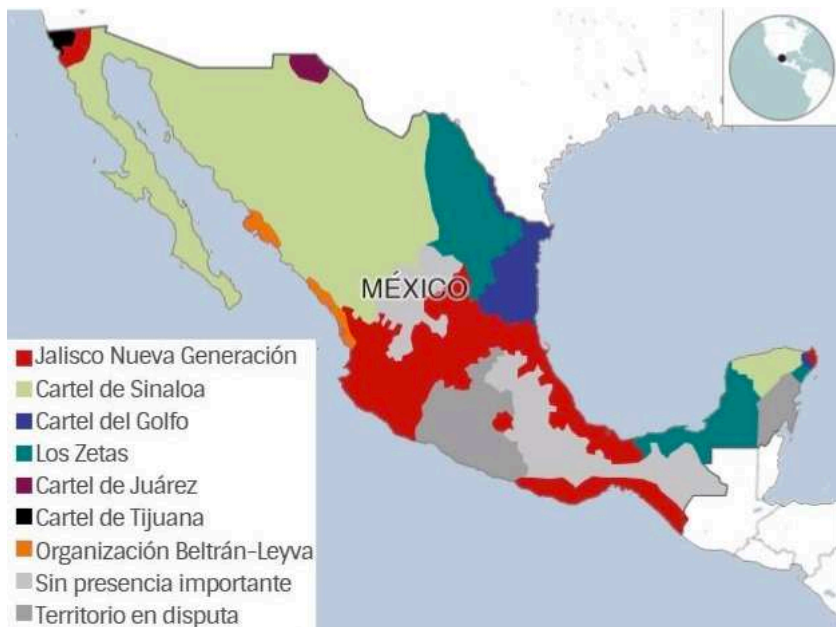 MÉXICO
Jalisco Nueva Generación
Cartel de Sinaloa
Cartel del Golfo
Los Zetas
Cartel de Juárez
Cartel de Tijuana
Organización Beltrán-Leyva
Sin presencia importante
Territorio en disputa